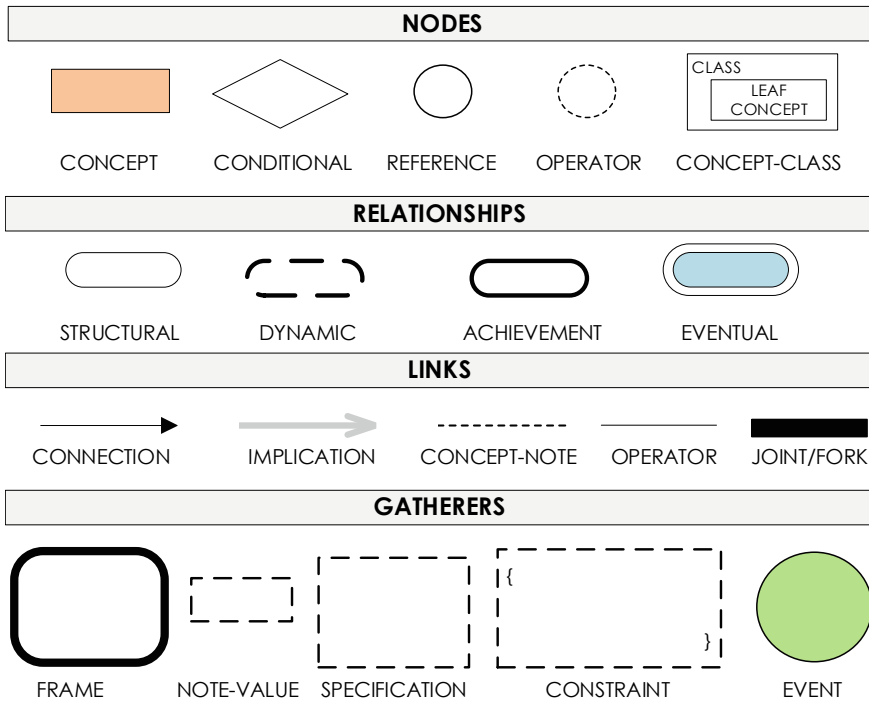 NODES
CLASS
LEAF
CONCEPT
CONCEPT CONDITIONAL REFERENCE OPERATOR CONCEPT-CLASS
RELATIONSHIPS
STRUCTURAL DYNAMIC ACHIEVEMENT EVENTUAL
LINKS
CONNECTION IMPLICATION CONCEPT-NOTE OPERATOR JOINT/FORK
GATHERERS
{
}
FRAME NOTE-VALUE SPECIFICATION CONSTRAINT EVENT